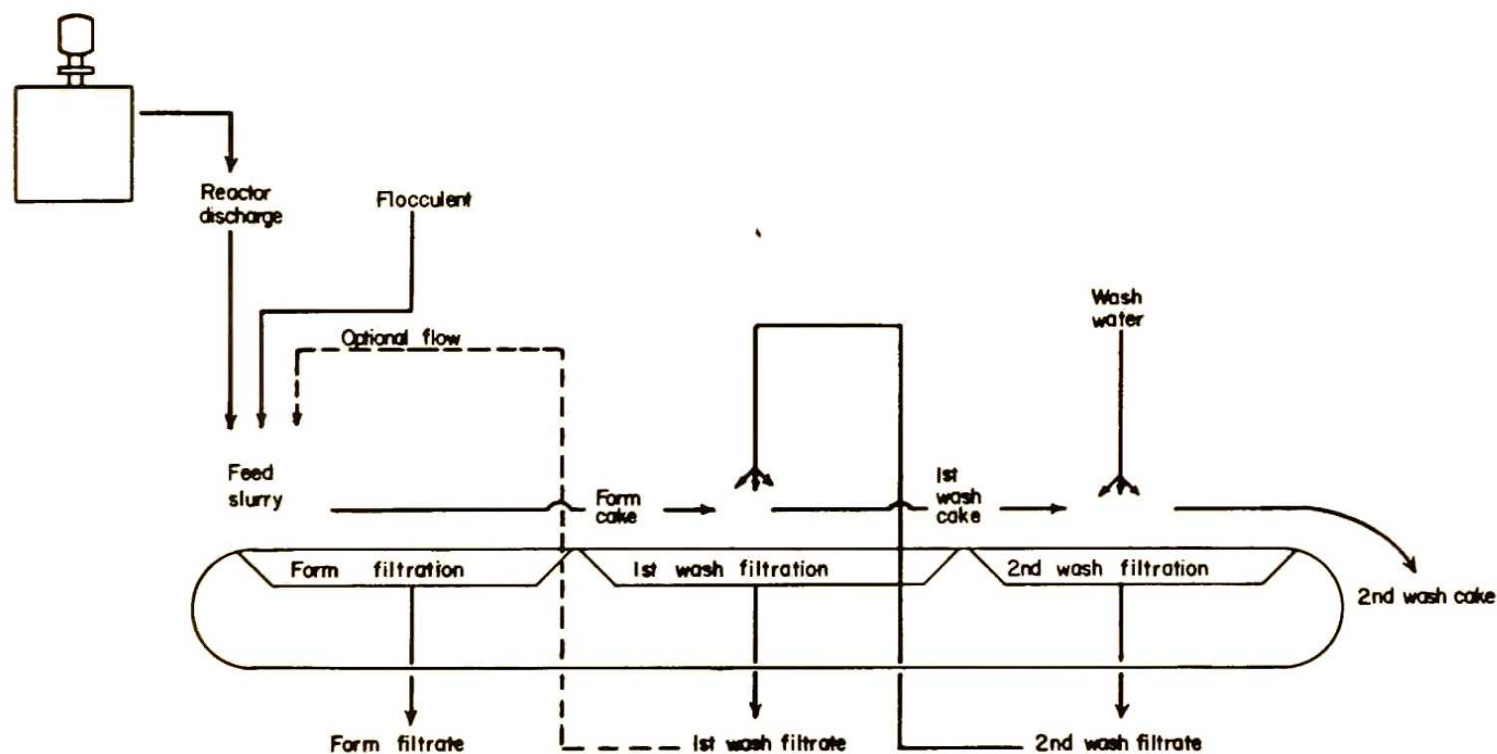 Reactor
discharge
Flocculent
Optional flow
Wash
water
Feed
slurry
Form
cake
1st
wash
cake
Form filtration
1st wash filtration
2nd wash filtration
2nd wash cake
Form filtrate
1st wash filtrate
2nd wash filtrate